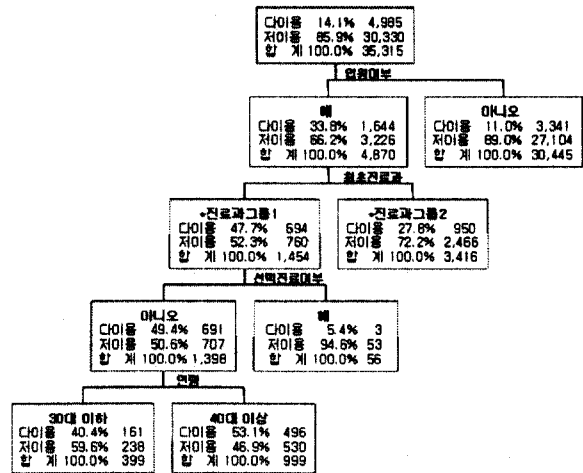 다이용 14.1% 4,985
저이용 85.9% 30,330
합 계 100.0% 35,315
입원여부
예
다이용 33.8% 1,644
저이용 66.2% 3,226
합 계 100.0% 4,870
아니오
다이용 11.0% 3,341
저이용 89.0% 27,104
합 계 100.0% 30,445
최초진료과
*진료과그룹1
다이용 47.7% 694
저이용 52.3% 760
합 계 100.0% 1,454
*진료과그룹2
다이용 27.8% 950
저이용 72.2% 2,466
합 계 100.0% 3,416
선택진료여부
아니오
다이용 49.4% 691
저이용 50.6% 707
합 계 100.0% 1,398
예
다이용 5.4% 3
저이용 94.6% 53
합 계 100.0% 56
연령
30대 이하
다이용 40.4% 161
저이용 59.6% 238
합 계 100.0% 399
40대 이상
다이용 53.1% 496
저이용 46.9% 530
합 계 100.0% 999